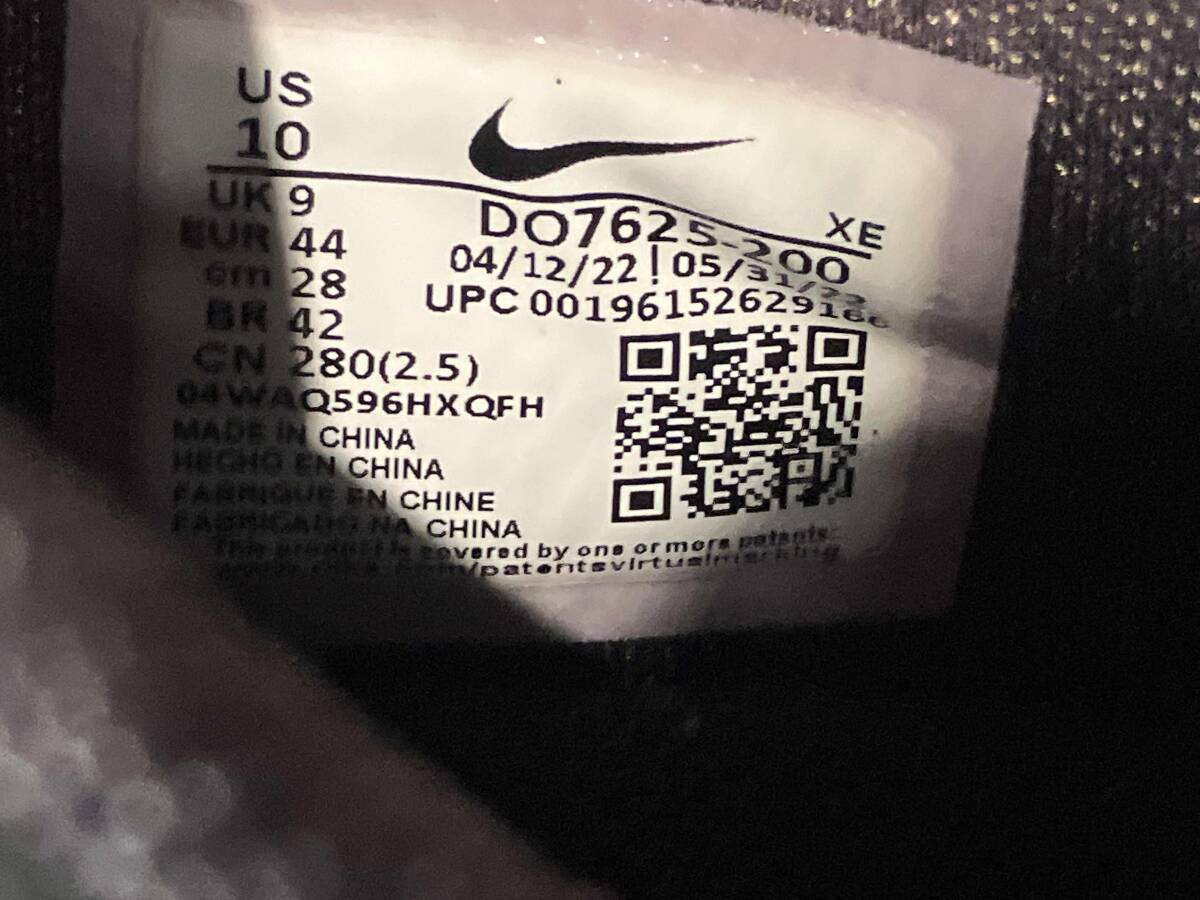 US
10
XE
UK 9
EUR 44
cm 28
BR 42
CN 280(2.5)
DO7625-200
04/12/22 | 05/31/22
UPC 00196152629166
04WAQ596HXQFH
MADE IN CHINA
HECHO EN CHINA
FABRIQUE EN CHINE
FABRICADO NA CHINA
This product is covered by one or more patents:
/patentsvirtualmarking